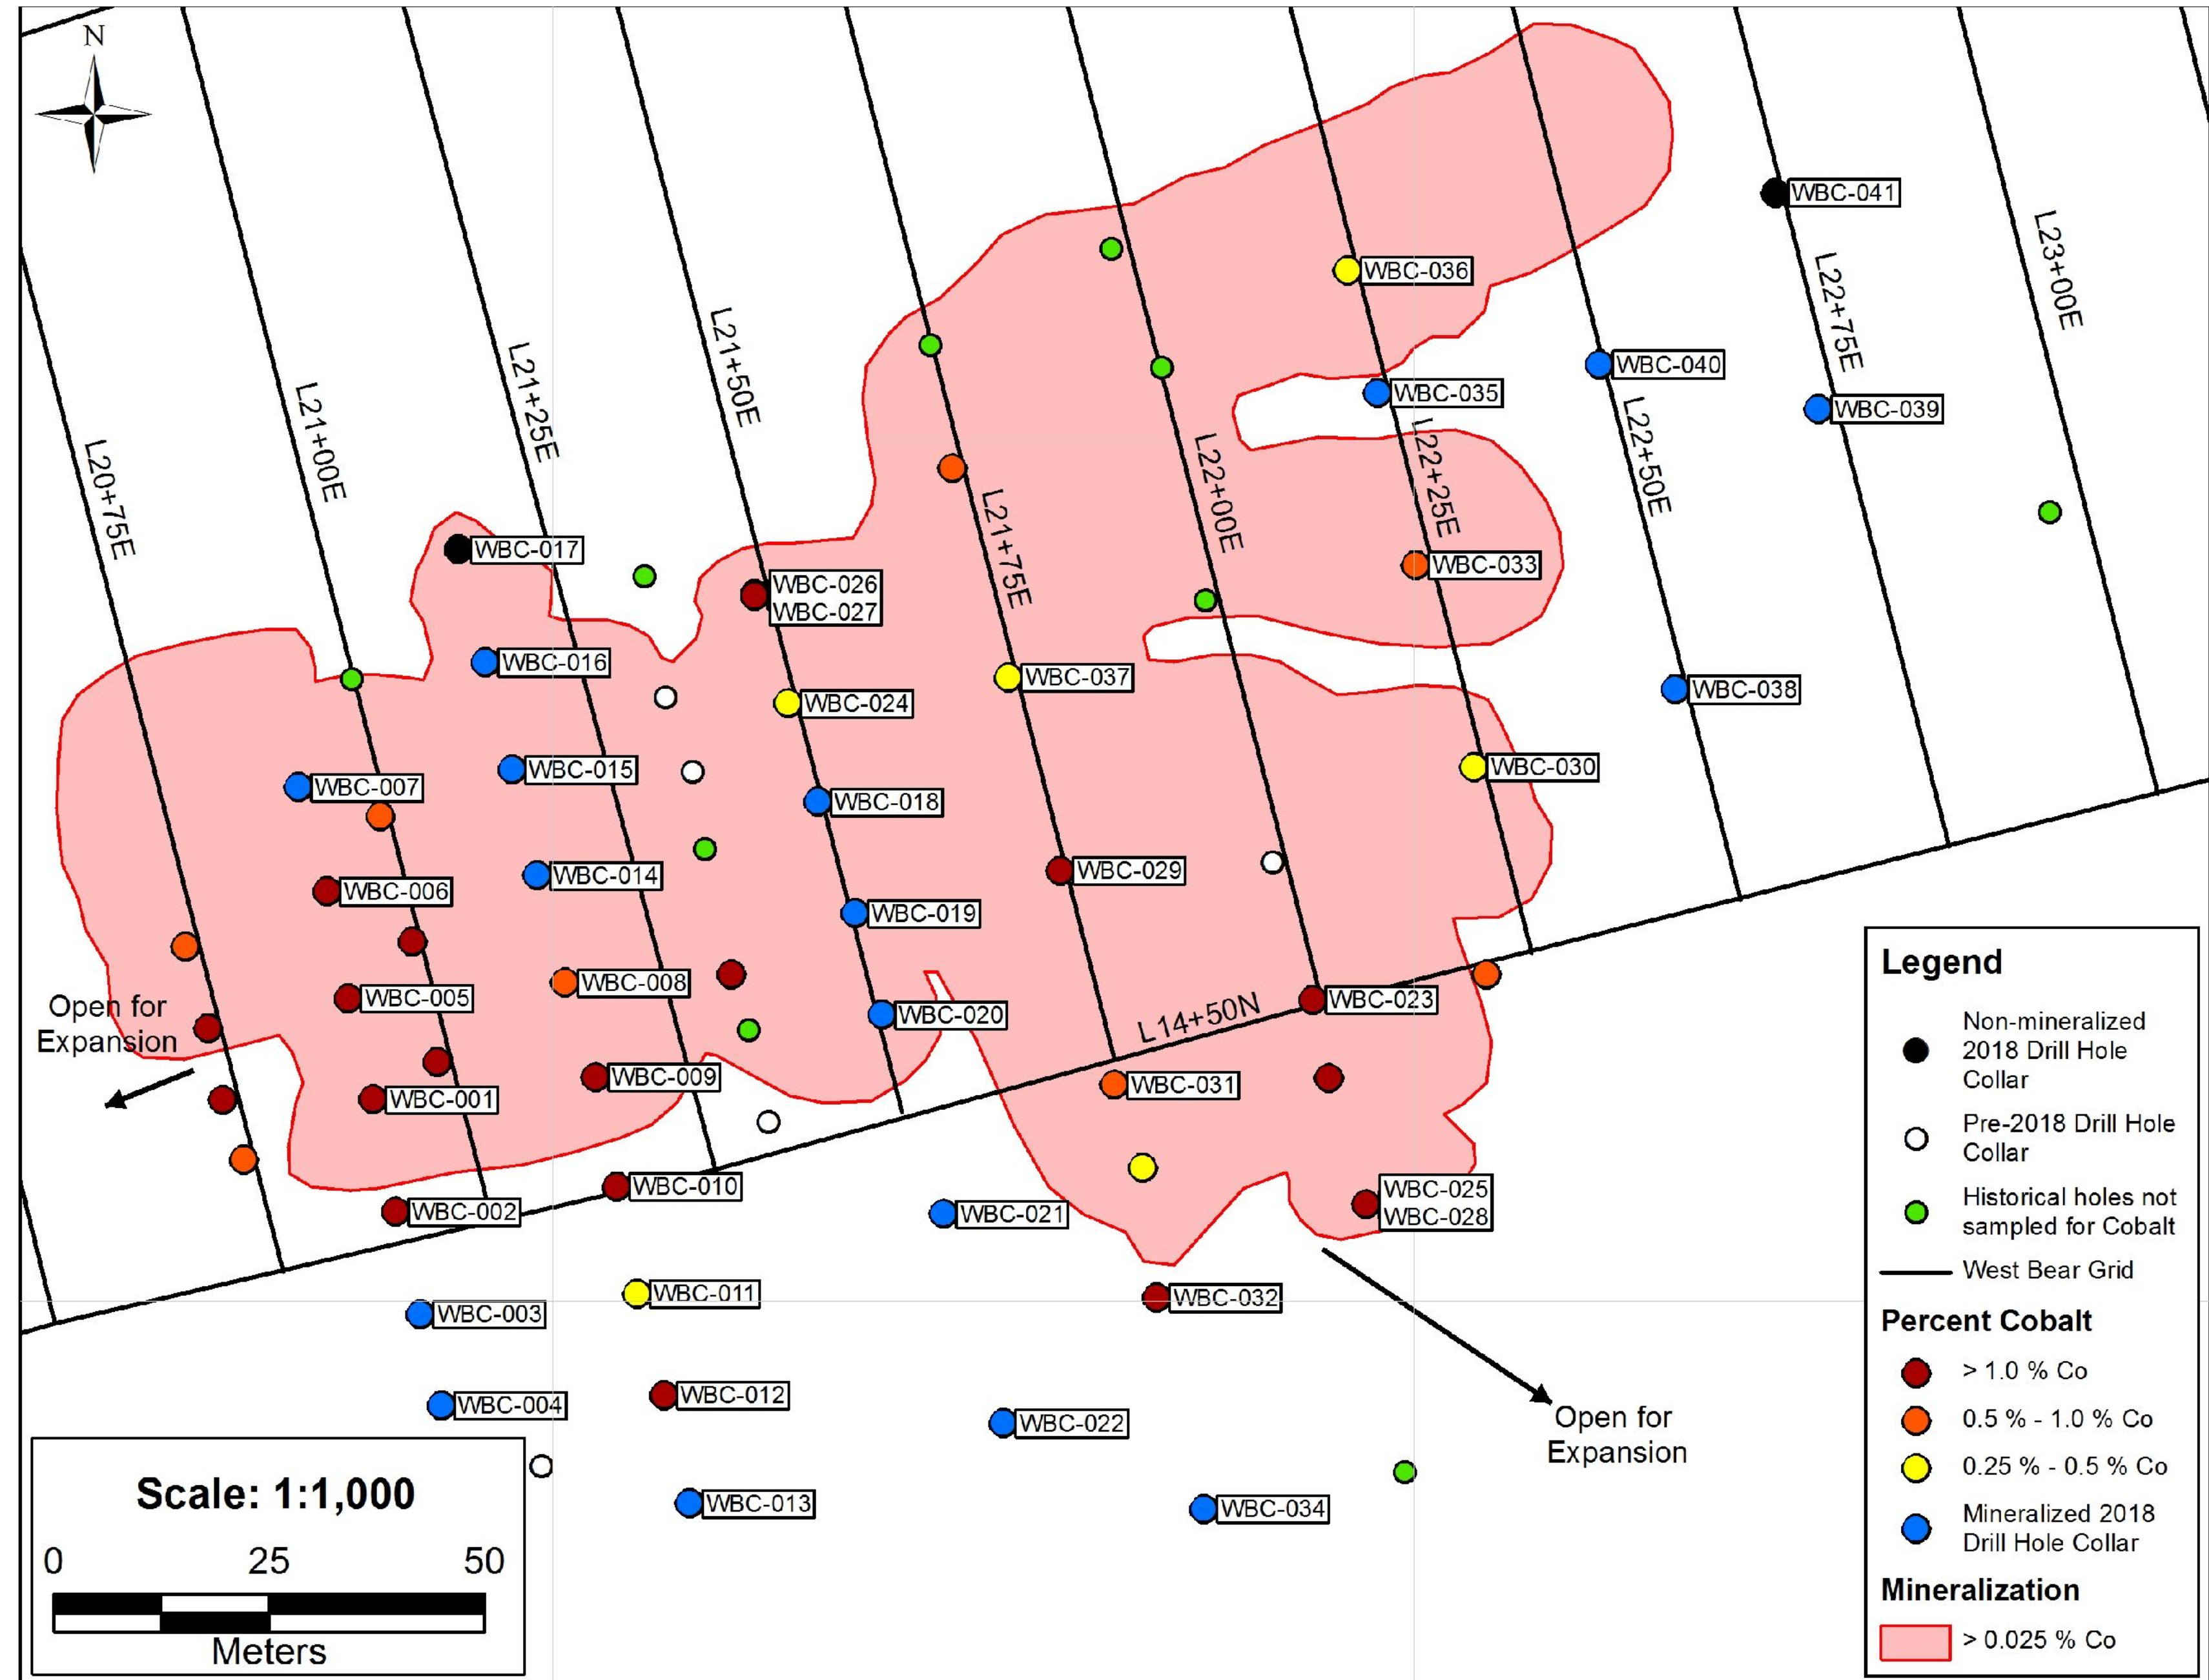 N
WBC-041
L23+00E
WBC-036
L22+75E
L21+50E
L21+25E
WBC-040
WBC-035
WBC-039
L21+00E
L22+50E
L22+25E
L22+00E
L20+75E
L21+75E
WBC-017
WBC-033
WBC-026
WBC-027
WBC-016
WBC-037
WBC-038
WBC-024
WBC-015
WBC-030
WBC-007
WBC-018
WBC-029
WBC-014
WBC-006
WBC-019
WBC-008
WBC-005
WBC-023
Open for
Expansion
WBC-020
L14+50N
WBC-009
WBC-031
WBC-001
WBC-010
WBC-025
WBC-028
WBC-002
WBC-021
WBC-011
WBC-032
WBC-003
WBC-012
WBC-004
WBC-022
Open for
Expansion
WBC-013
WBC-034
Scale: 1:1,000
0 25 50
Meters
Legend
Non-mineralized
2018 Drill Hole
Collar
Pre-2018 Drill Hole
Collar
Historical holes not
sampled for Cobalt
West Bear Grid
Percent Cobalt
> 1.0 % Co
0.5 % - 1.0 % Co
0.25 % - 0.5 % Co
Mineralized 2018
Drill Hole Collar
Mineralization
> 0.025 % Co